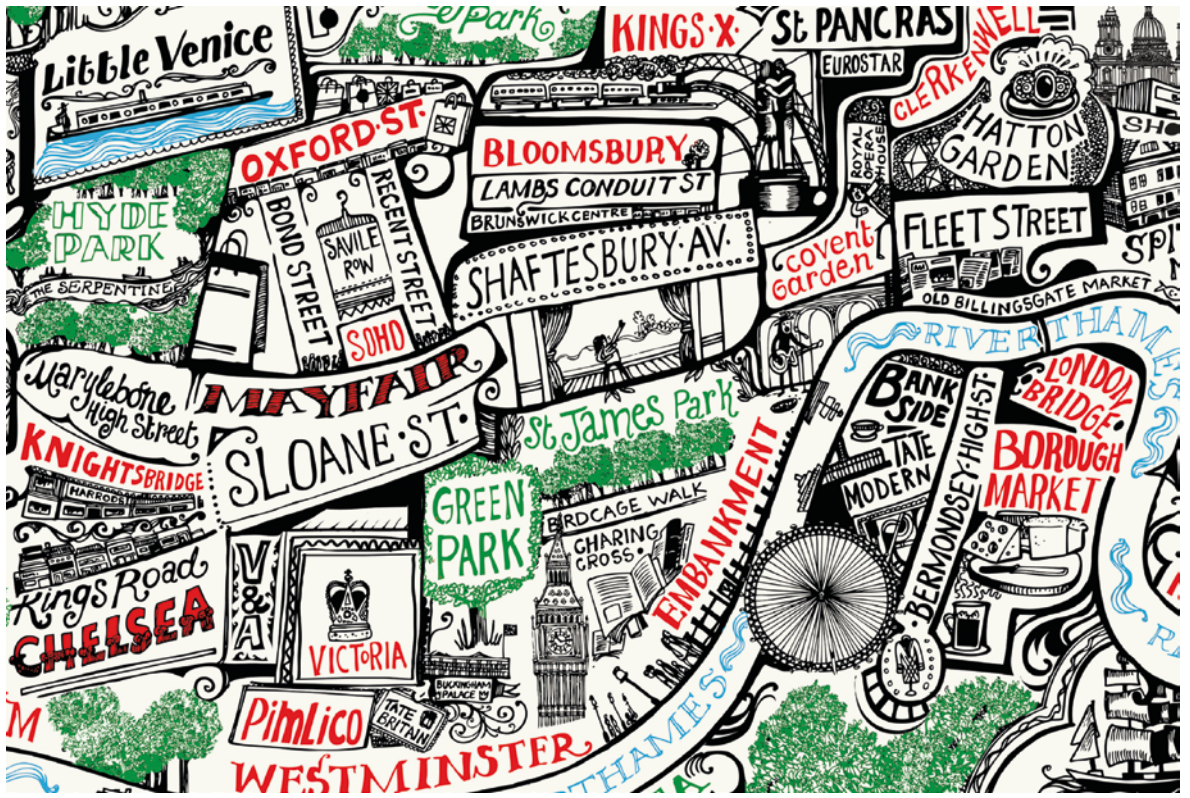 Little Venice
Park
KINGS·X·
St PANCRAS
EUROSTAR
CLERKENWELL
HATTON
GARDEN
OXFORD·ST·
BLOOMSBURY
LAMBS CONDUIT ST
BRUNSWICK CENTRE
ROYAL
OPERA
HOUSE
HYDE
PARK
THE SERPENTINE
BOND STREET
SAVILE
ROW
REGENT STREET
SOHO
SHAFTESBURY·AV·
COVENT
Garden
FLEET STREET
OLD BILLINGSGATE MARKET
RIVER THAMES
Marylebone
High Street
MAYFAIR
SLOANE·ST·
KNIGHTSBRIDGE
HARRODS
Kings Road
CHELSEA
V&A
VICTORIA
GREEN
PARK
St James Park
BIRDCAGE WALK
CHARING
CROSS·
EMBANKMENT
BANK
SIDE
TATE
MODERN
BERMONDSEY·HIGH·ST·
LONDON
BRIDGE·
BOROUGH
MARKET
BUCKINGHAM
PALACE
Pimlico
TATE
BRITAIN
WESTMINSTER
THAMES